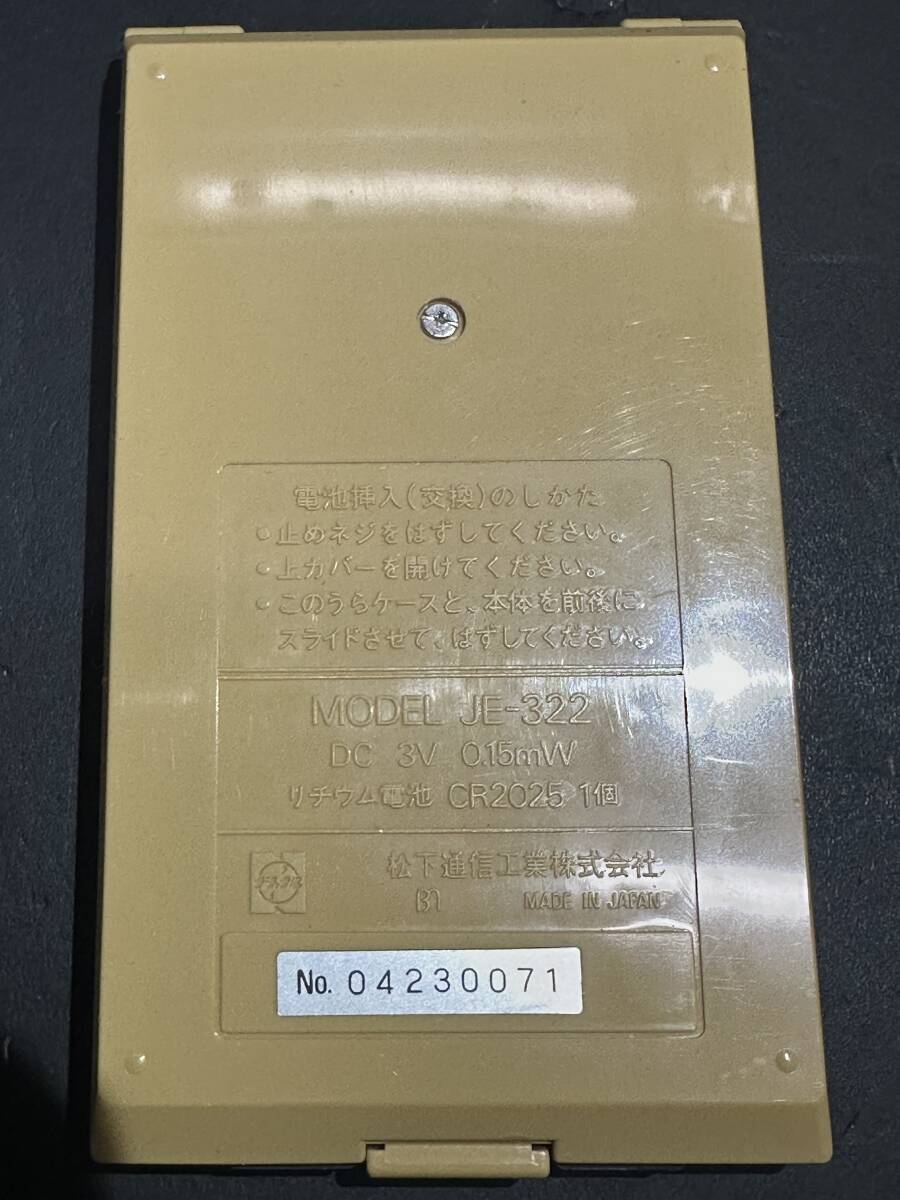 電池挿入(交換)のしかた
・止めネジをはずしてください。
・上カバーを開けてください。
・このうらケースと、本体を前後に
スライドさせて、はずしてください。
MODEL JE-322
DC 3V 0.15mW
リチウム電池 CR2025 1個
松下通信工業株式会社
B1 MADE IN JAPAN
No. 04230071